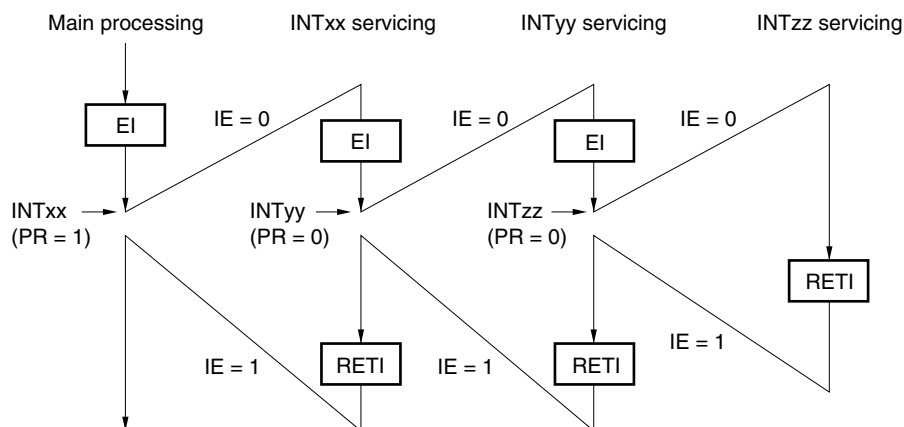 Main processing INTxx servicing INTyy servicing INTzz servicing
IE = 0 IE = 0 IE = 0
EI EI EI
INTxx INTyy INTzz
(PR = 1) (PR = 0) (PR = 0)
RETI
IE = 1 RETI IE = 1 RETI IE = 1